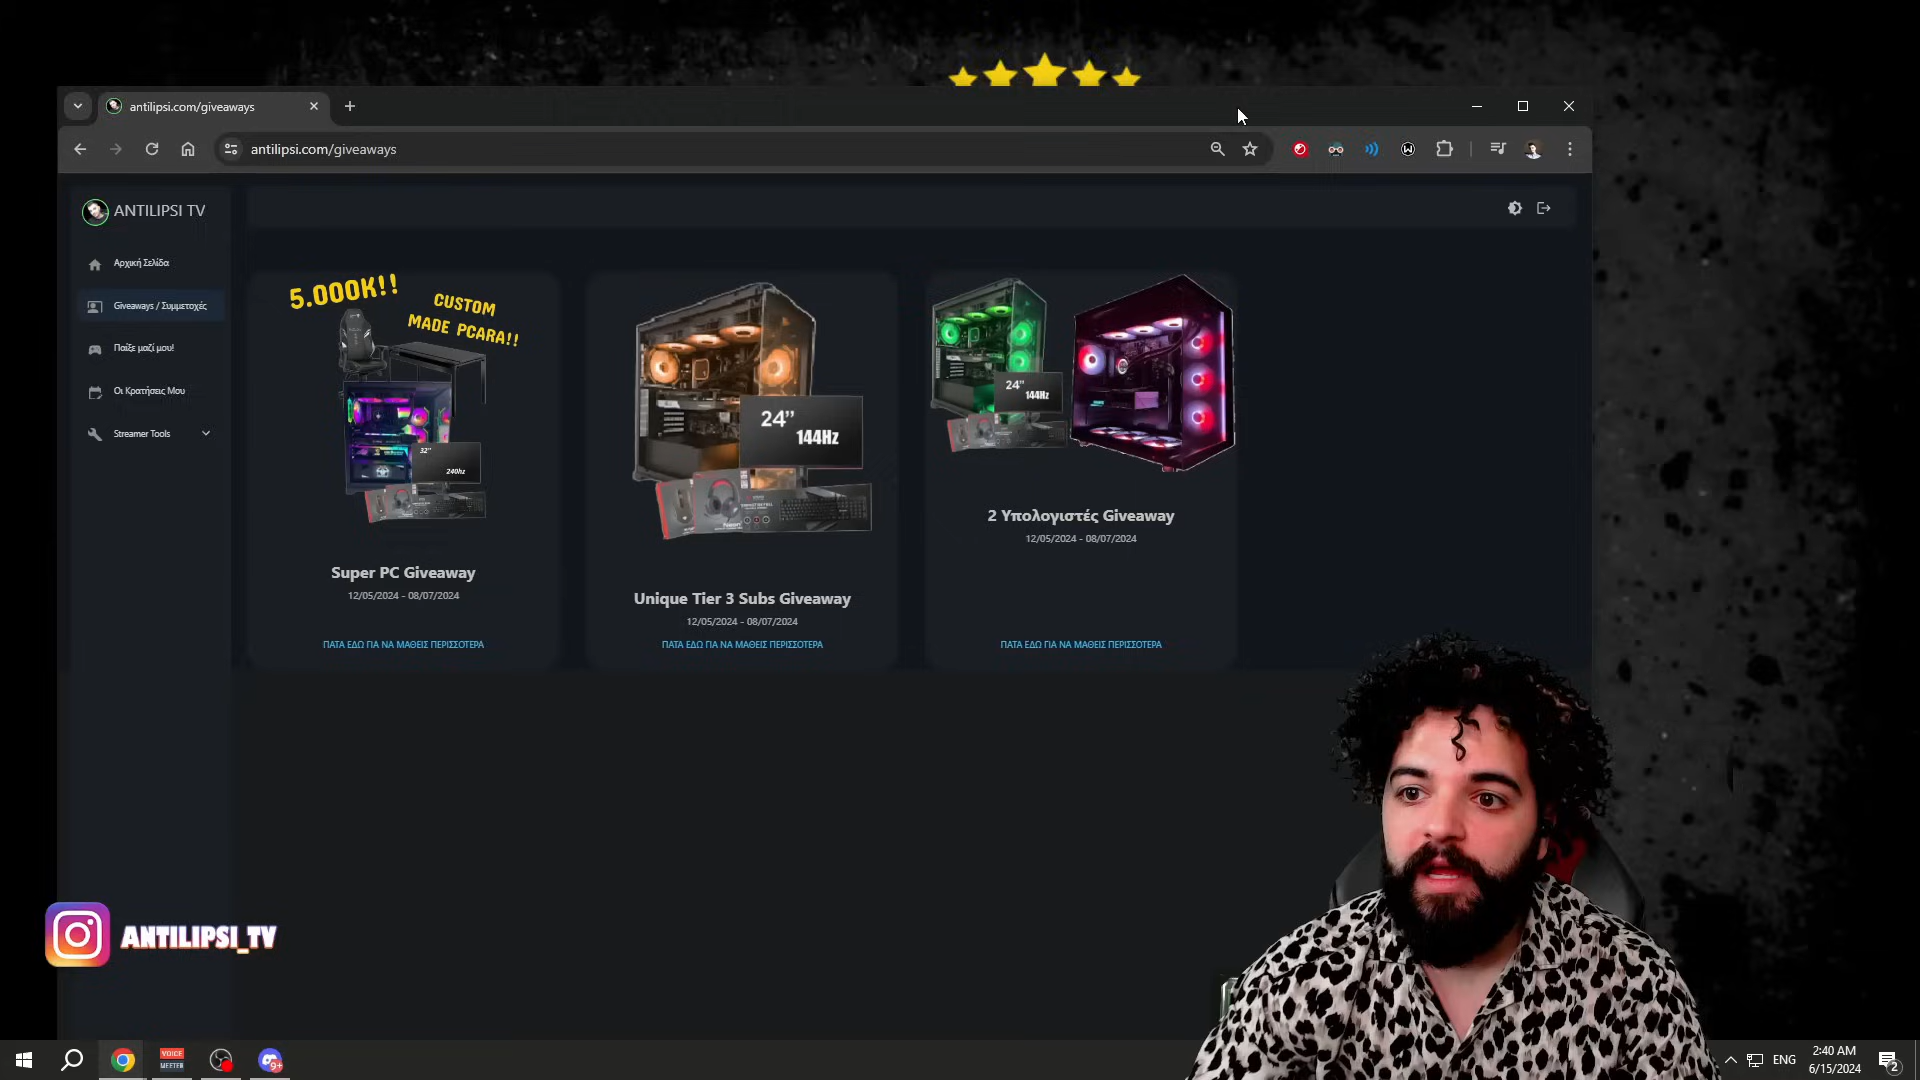 antilipsi.com/giveaways
antilipsi.com/giveaways
ANTILIPSI TV
Αρχική Σελίδα
Giveaways / Συμμετοχές
Παίξε μαζί μου!
Οι Κρατήσεις Μου
Streamer Tools
5.000K!!
CUSTOM
MADE PCARA!!
32"
240hz
Super PC Giveaway
12/05/2024 - 08/07/2024
ΠΑΤΑ ΕΔΩ ΓΙΑ ΝΑ ΜΑΘΕΙΣ ΠΕΡΙΣΣΟΤΕΡΑ
24"
144Hz
Unique Tier 3 Subs Giveaway
12/05/2024 - 08/07/2024
ΠΑΤΑ ΕΔΩ ΓΙΑ ΝΑ ΜΑΘΕΙΣ ΠΕΡΙΣΣΟΤΕΡΑ
24"
144Hz
2 Υπολογιστές Giveaway
12/05/2024 - 08/07/2024
ΠΑΤΑ ΕΔΩ ΓΙΑ ΝΑ ΜΑΘΕΙΣ ΠΕΡΙΣΣΟΤΕΡΑ
ANTILIPSI_TV
VOICE
MEETER
9+
ENG
2:40 AM
6/15/2024
2